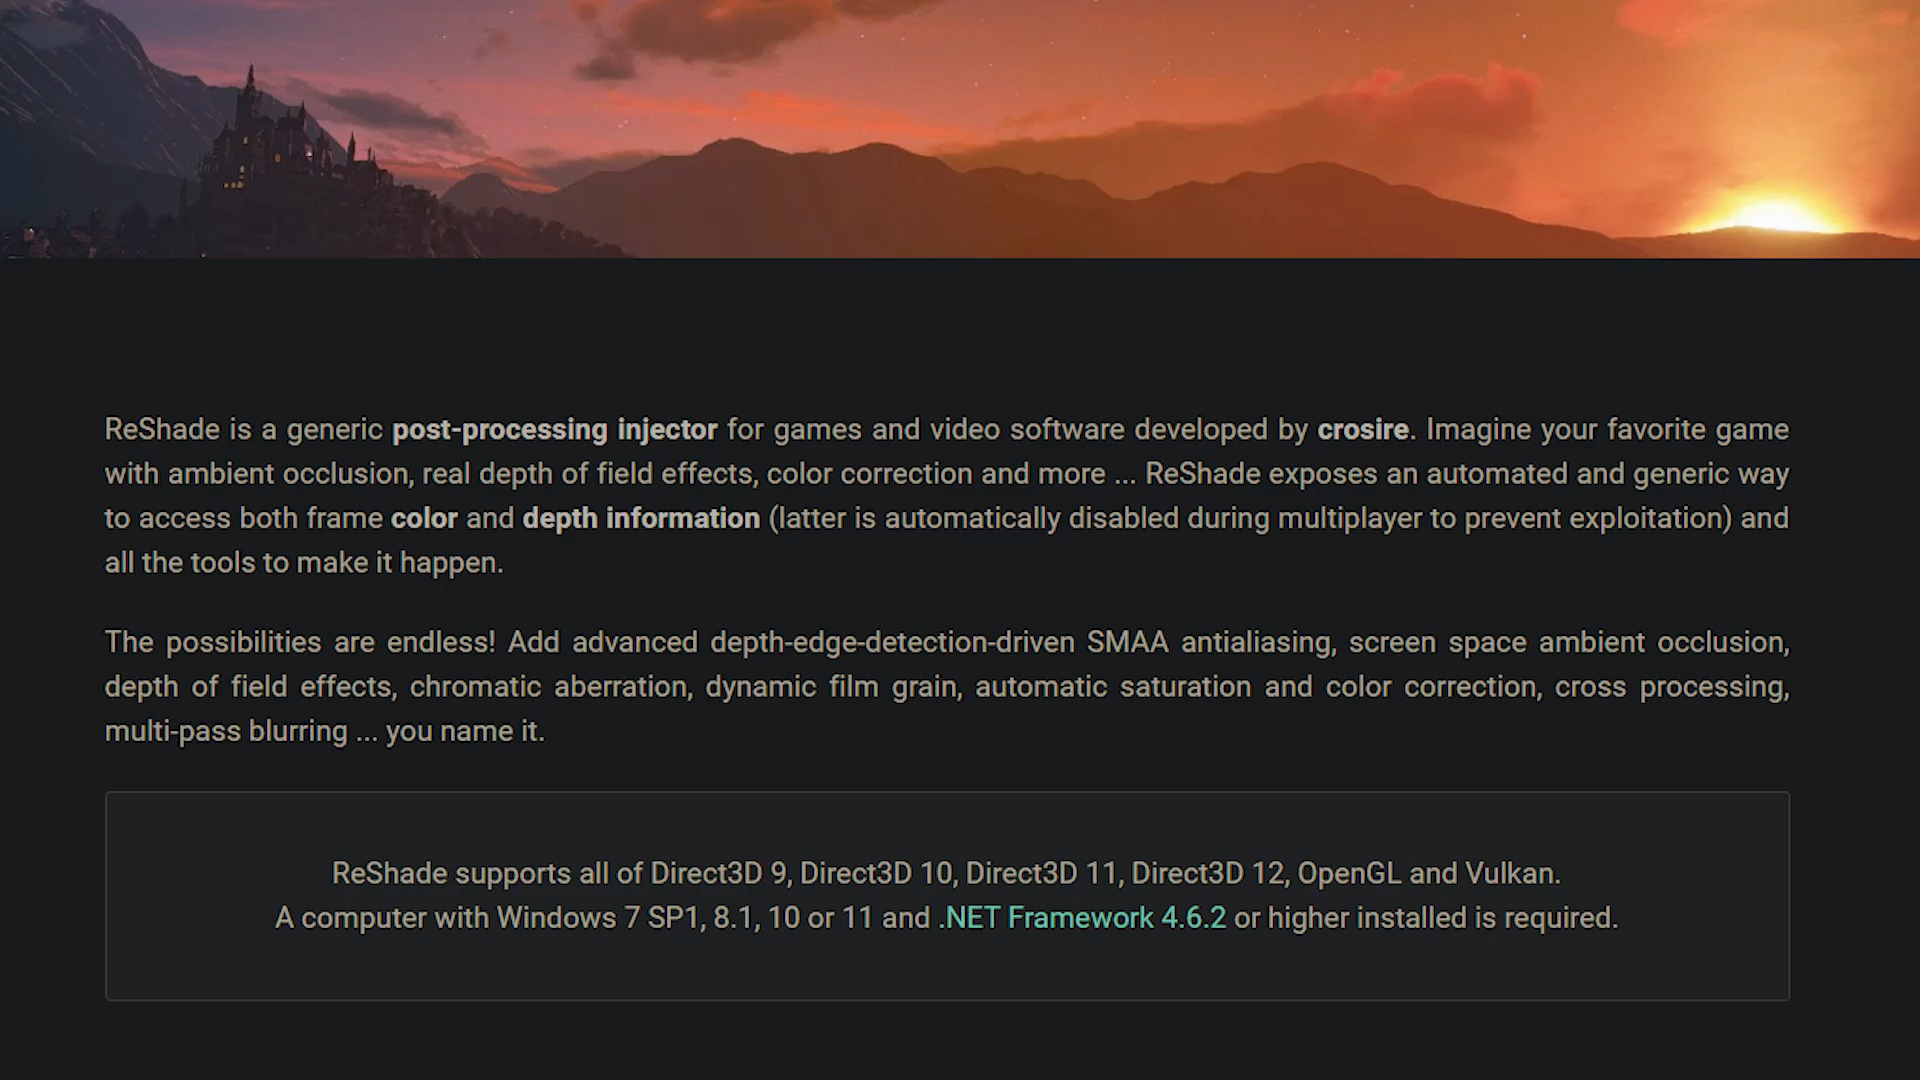 ReShade is a generic post-processing injector for games and video software developed by crosire. Imagine your favorite game
with ambient occlusion, real depth of field effects, color correction and more ... ReShade exposes an automated and generic way
to access both frame color and depth information (latter is automatically disabled during multiplayer to prevent exploitation) and
all the tools to make it happen.
The possibilities are endless! Add advanced depth-edge-detection-driven SMAA antialiasing, screen space ambient occlusion,
depth of field effects, chromatic aberration, dynamic film grain, automatic saturation and color correction, cross processing,
multi-pass blurring ... you name it.
ReShade supports all of Direct3D 9, Direct3D 10, Direct3D 11, Direct3D 12, OpenGL and Vulkan.
A computer with Windows 7 SP1, 8.1, 10 or 11 and .NET Framework 4.6.2 or higher installed is required.